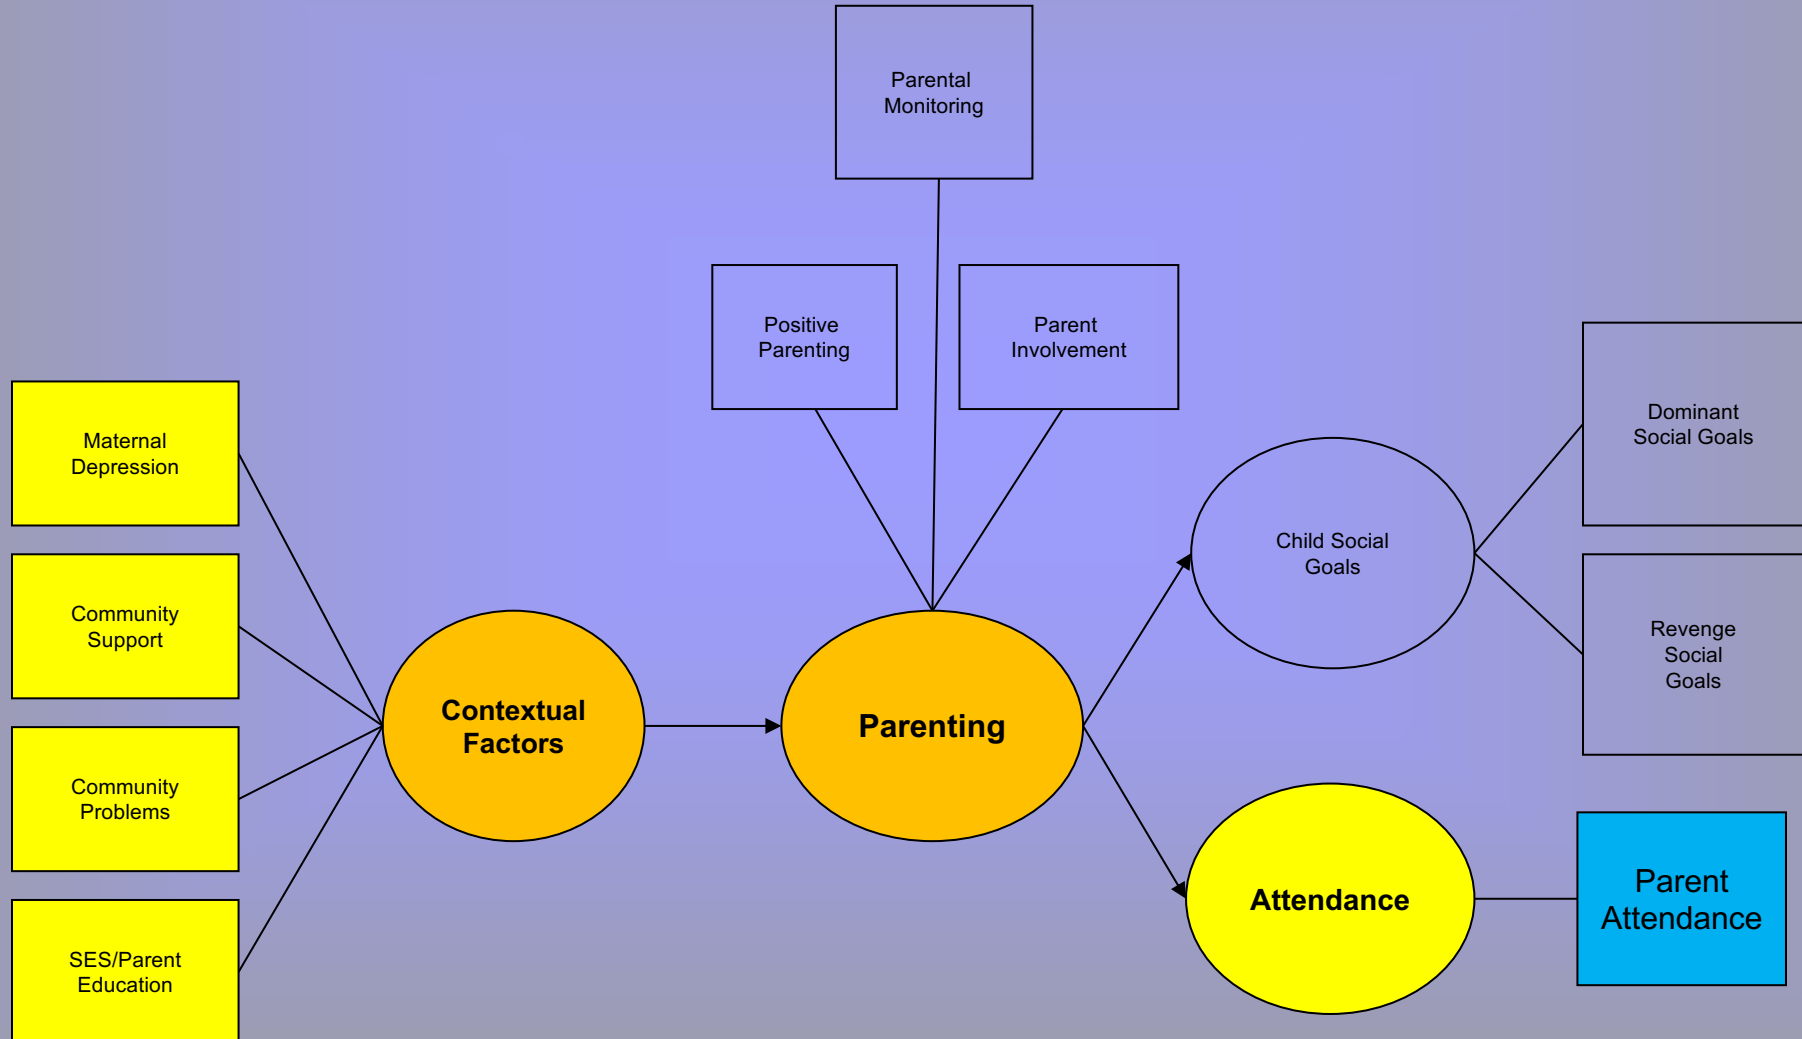 Parental
Monitoring
Positive
Parenting
Parent
Involvement
Maternal
Depression
Community
Support
Community
Problems
SES/Parent
Education
Contextual
Factors
Parenting
Child Social
Goals
Attendance
Dominant
Social Goals
Revenge
Social
Goals
Parent
Attendance